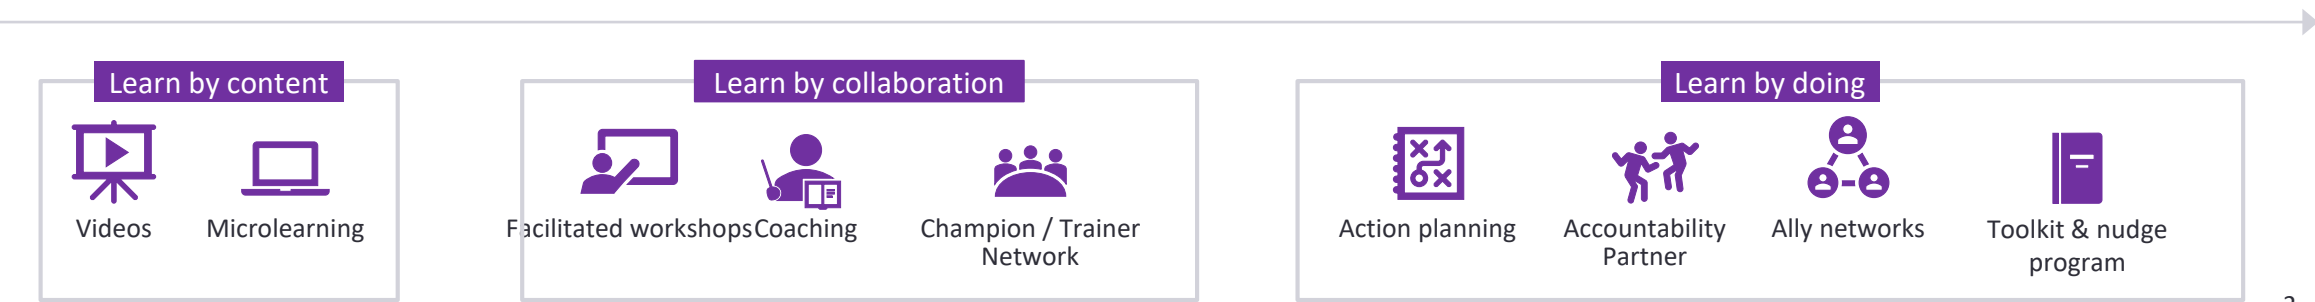 Learn by content
Learn by collaboration
Learn by doing
Videos
Microlearning
Facilitated workshops
Coaching
Champion / Trainer
Network
Action planning
Accountability
Partner
Ally networks
Toolkit & nudge
program